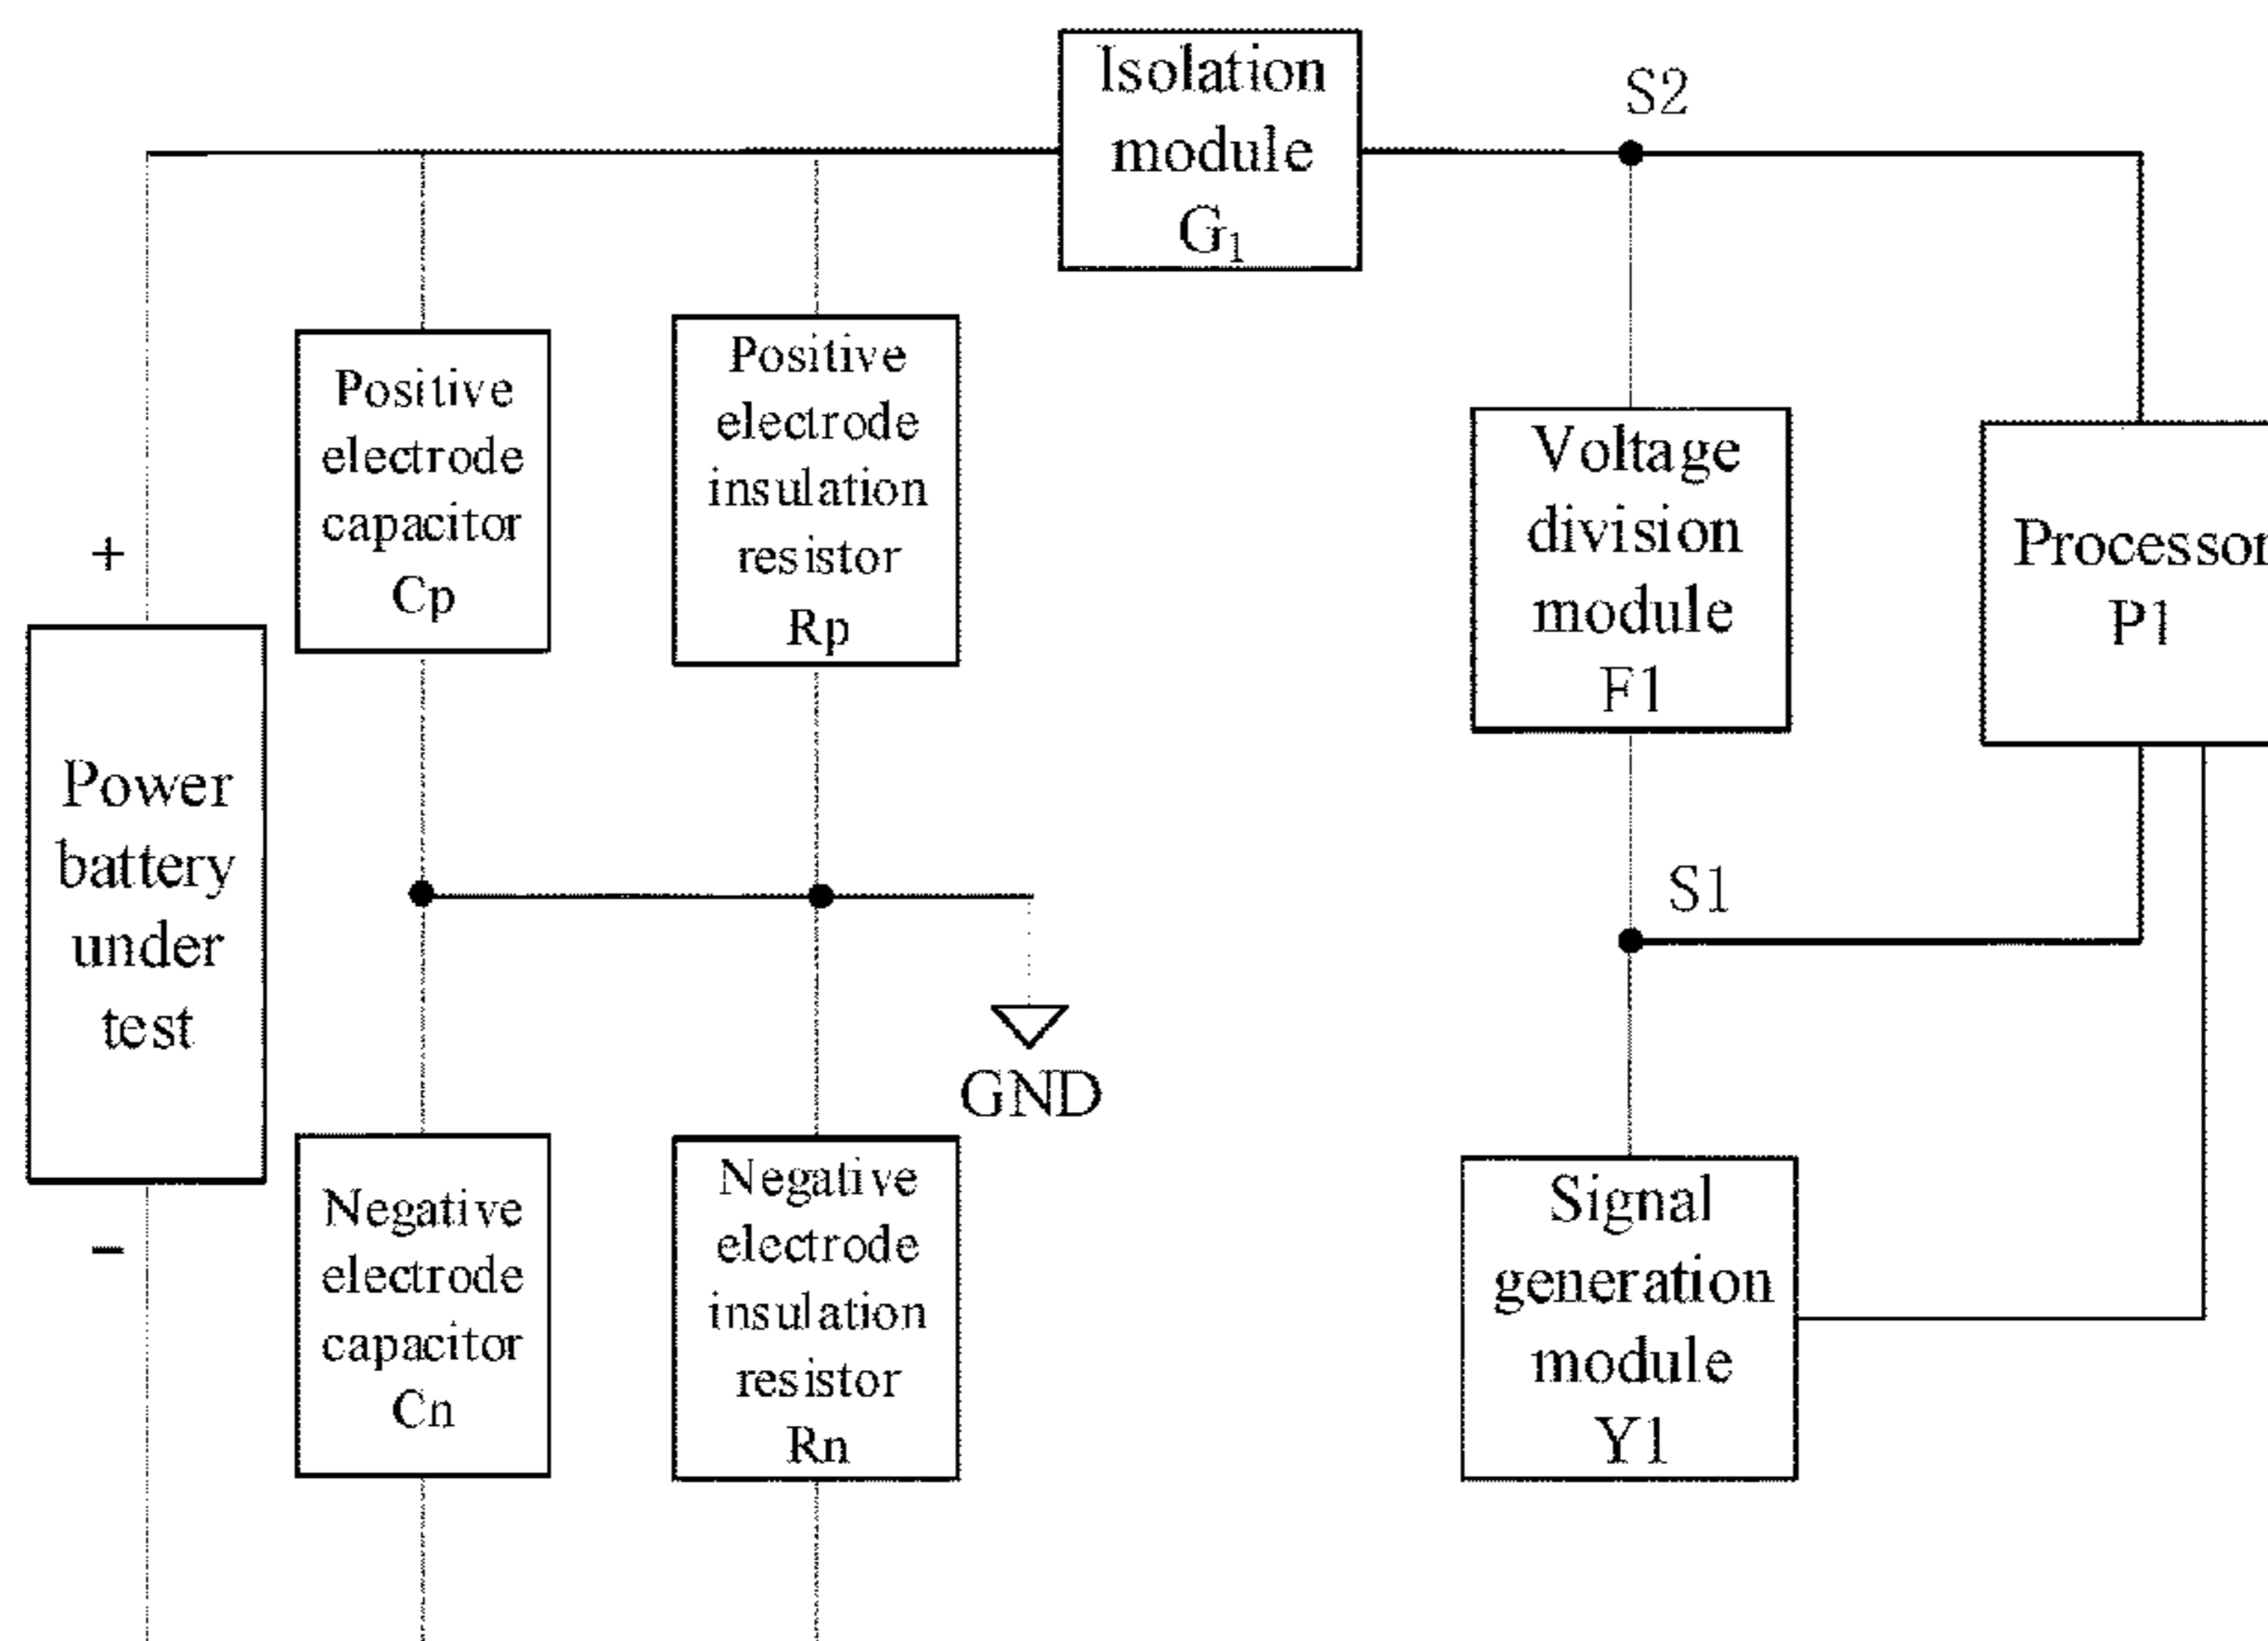 Isolation
module
G₁
S2
Positive
electrode
capacitor
Cp
Positive
electrode
insulation
resistor
Rp
Voltage
division
module
F1
Processor
P1
+
Power
battery
under
test
−
S1
GND
Negative
electrode
capacitor
Cn
Negative
electrode
insulation
resistor
Rn
Signal
generation
module
Y1